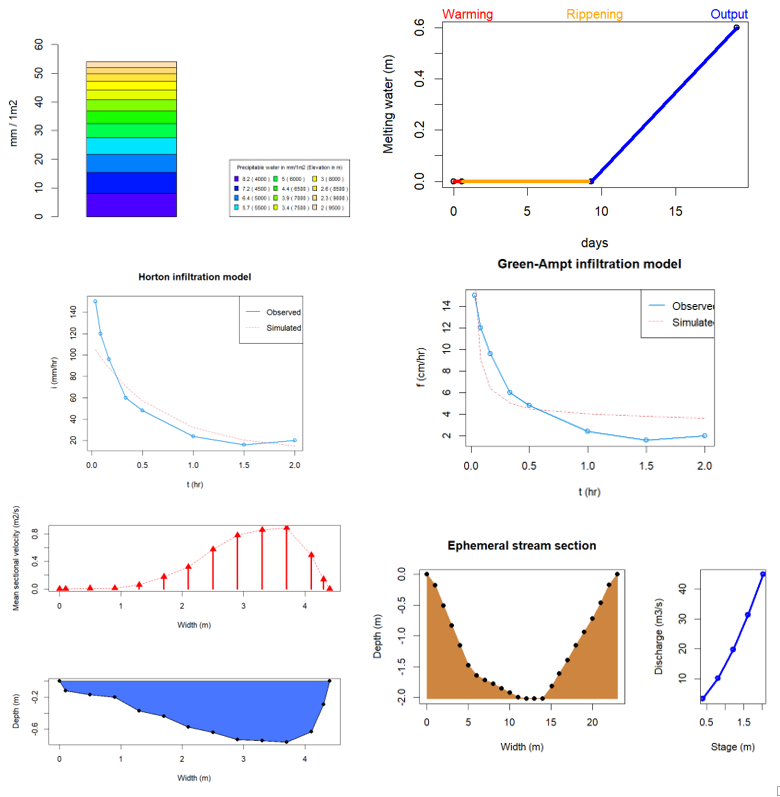 60
50
40
30
20
10
0
mm / 1m2
Precipitable water in mm/1m2 (Elevation in m)
8.2 ( 4000 ) 5 ( 6000 ) 3 ( 8000 )
7.2 ( 4500 ) 4.4 ( 6500 ) 2.6 ( 8500 )
6.4 ( 5000 ) 3.9 ( 7000 ) 2.3 ( 9000 )
5.7 ( 5500 ) 3.4 ( 7500 ) 2 ( 9500 )
Warming Rippening Output
0.6
0.4
0.2
0.0
Melting water (m)
0 5 10 15
days
Horton infiltration model
Observed
Simulated
140
120
100
80
60
40
20
i (mm/hr)
0.0 0.5 1.0 1.5 2.0
t (hr)
Green-Ampt infiltration model
Observed
Simulate
14
12
10
8
6
4
2
f (cm/hr)
0.0 0.5 1.0 1.5 2.0
t (hr)
Mean sectional velocity (m2/s)
0.8
0.4
0.0
0 1 2 3 4
Width (m)
Depth (m)
-0.2
-0.6
0 1 2 3 4
Width (m)
Ephemeral stream section
0.0
-0.5
-1.0
-1.5
-2.0
Depth (m)
0 5 10 15 20
Width (m)
40
30
20
10
Discharge (m3/s)
0.5 1.5
Stage (m)